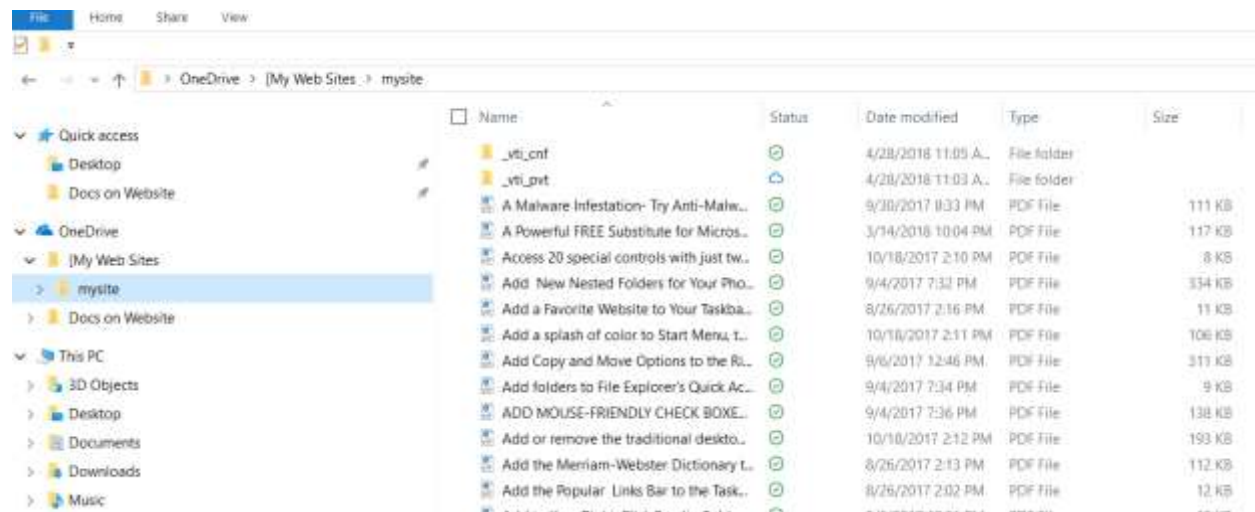 File Home Share View
OneDrive > [My Web Sites > mysite
Name Status Date modified Type Size
Quick access
Desktop
Docs on Website
OneDrive
[My Web Sites
mysite
Docs on Website
This PC
3D Objects
Desktop
Documents
Downloads
Music
_vti_cnf 4/28/2018 11:05 A... File folder
_vti_pvt 4/28/2018 11:03 A... File folder
A Malware Infestation- Try Anti-Malw... 9/30/2017 8:33 PM PDF File 111 KB
A Powerful FREE Substitute for Micros... 3/14/2018 10:04 PM PDF File 117 KB
Access 20 special controls with just tw... 10/18/2017 2:10 PM PDF File 8 KB
Add New Nested Folders for Your Pho... 9/4/2017 7:32 PM PDF File 334 KB
Add a Favorite Website to Your Taskba... 8/26/2017 2:16 PM PDF File 11 KB
Add a splash of color to Start Menu, t... 10/18/2017 2:11 PM PDF File 106 KB
Add Copy and Move Options to the Ri... 9/6/2017 12:46 PM PDF File 311 KB
Add folders to File Explorer's Quick Ac... 9/4/2017 7:34 PM PDF File 9 KB
ADD MOUSE-FRIENDLY CHECK BOXE... 9/4/2017 7:36 PM PDF File 138 KB
Add or remove the traditional deskto... 10/18/2017 2:12 PM PDF File 193 KB
Add the Merriam-Webster Dictionary t... 8/26/2017 2:13 PM PDF File 112 KB
Add the Popular Links Bar to the Task... 8/26/2017 2:02 PM PDF File 12 KB